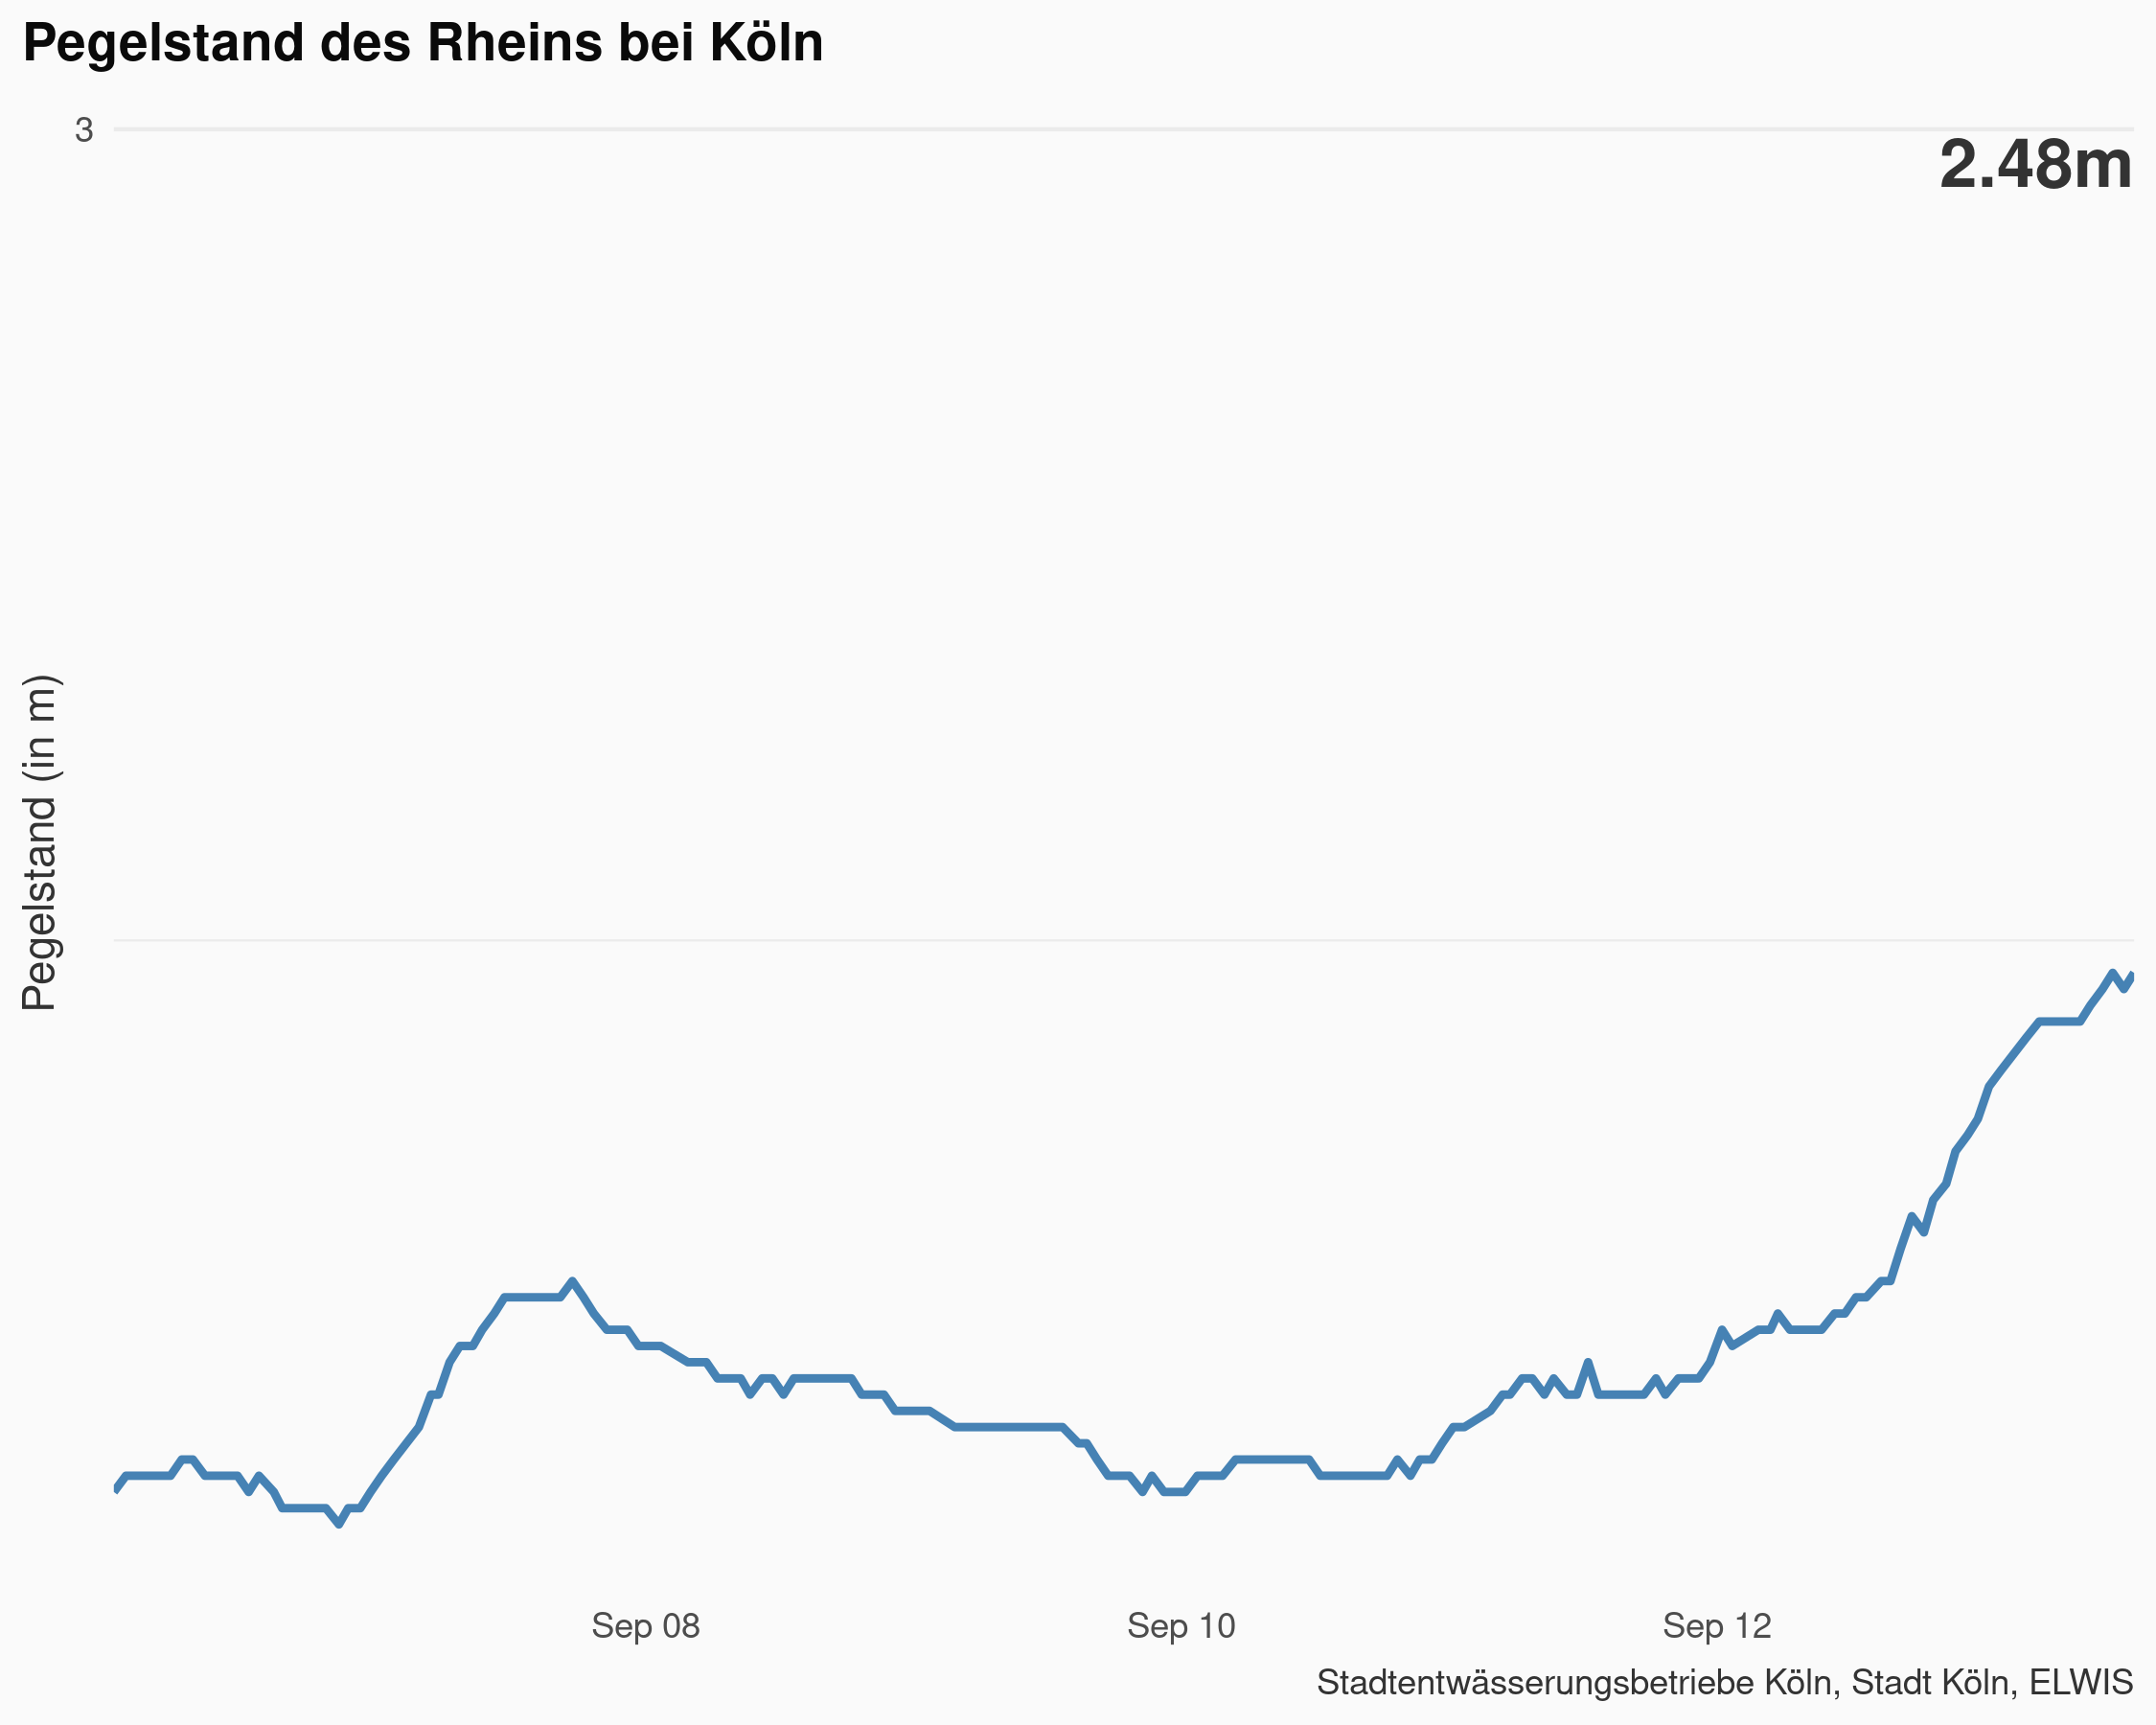 Pegelstand des Rheins bei Köln
3
2.48m
Pegelstand (in m)
Sep 08
Sep 10
Sep 12
Stadtentwässerungsbetriebe Köln, Stadt Köln, ELWIS